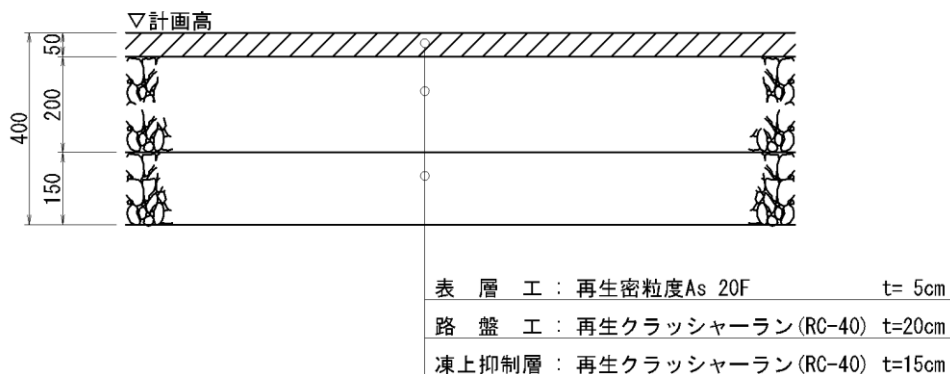 ▽計画高
50
200
400
150
表 層 工 : 再生密粒度As 20F t= 5cm
路 盤 工 : 再生クラッシャーラン(RC-40) t=20cm
凍上抑制層 : 再生クラッシャーラン(RC-40) t=15cm